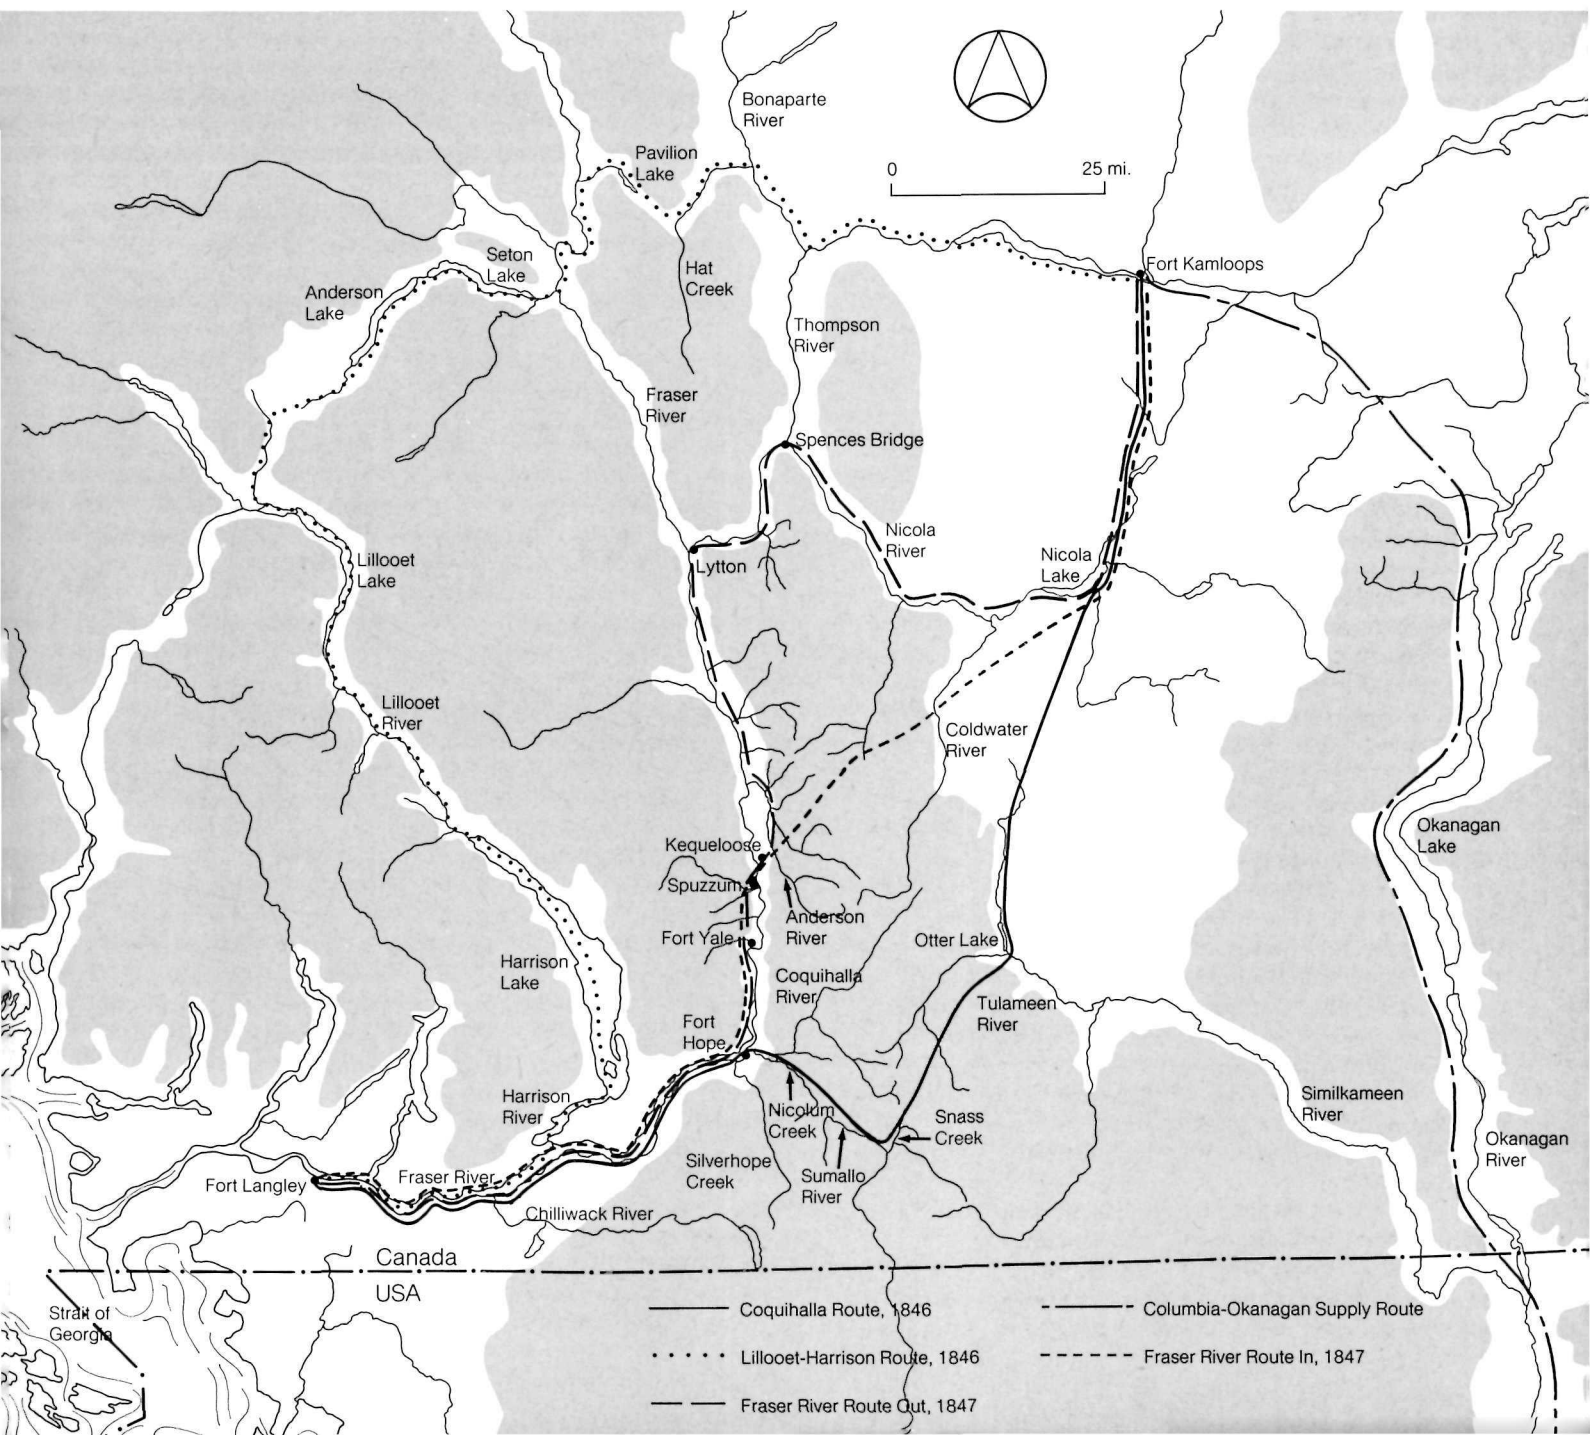 Bonaparte
River
Pavilion
Lake
0 25 mi.
Seton
Lake
Fort Kamloops
Hat
Creek
Anderson
Lake
Thompson
River
Fraser
River
Spences Bridge
Nicola
River
Nicola
Lake
Lytton
Lillooet
Lake
Lillooet
River
Coldwater
River
Okanagan
Lake
Kequeloose
Spuzzum
Anderson
River
Fort Yale
Otter Lake
Harrison
Lake
Coquihalla
River
Tulameen
River
Fort
Hope
Harrison
River
Nicolum
Creek
Snass
Creek
Similkameen
River
Okanagan
River
Silverhope
Creek
Sumallo
River
Fort Langley
Fraser River
Chilliwack River
Canada
USA
Strait of
Georgia
Coquihalla Route, 1846
Columbia-Okanagan Supply Route
Lillooet-Harrison Route, 1846
Fraser River Route In, 1847
Fraser River Route Out, 1847